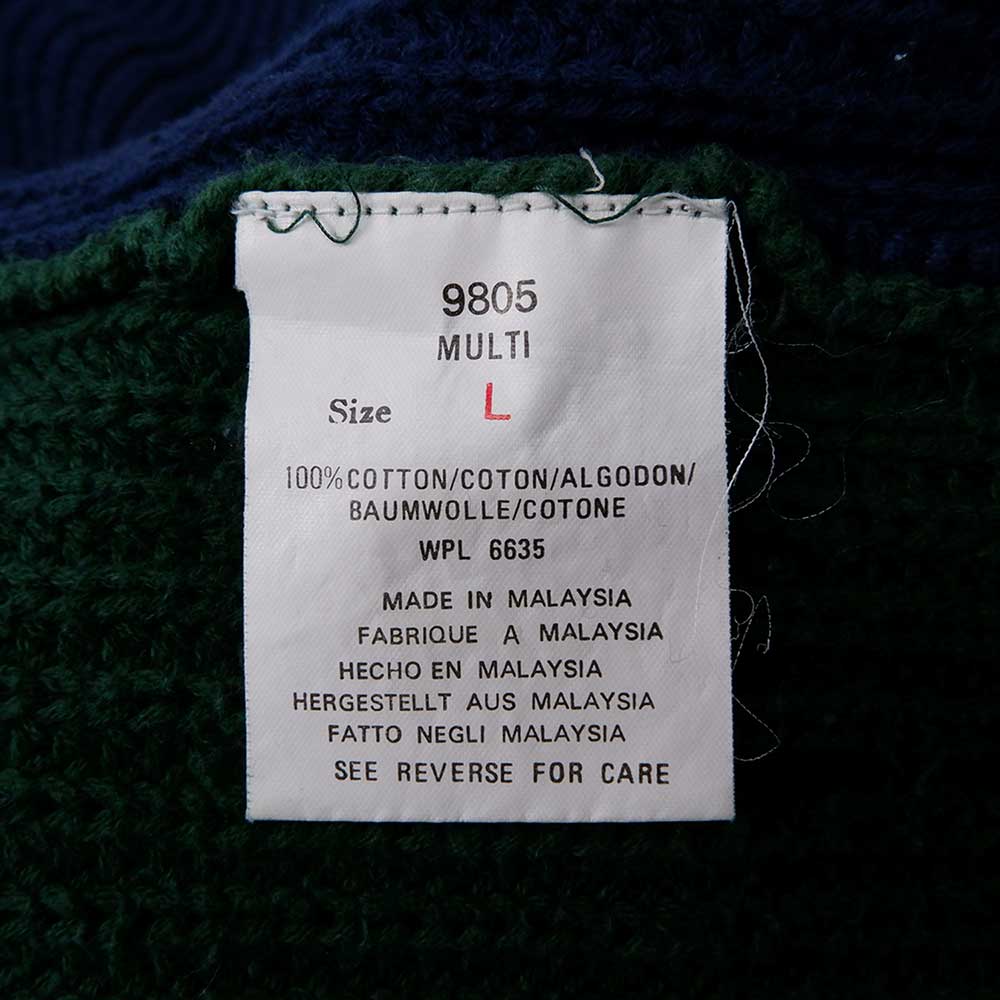 9805
MULTI
Size L
100% COTTON/COTON/ALGODON/
BAUMWOLLE/COTONE
WPL 6635
MADE IN MALAYSIA
FABRIQUE A MALAYSIA
HECHO EN MALAYSIA
HERGESTELLT AUS MALAYSIA
FATTO NEGLI MALAYSIA
SEE REVERSE FOR CARE